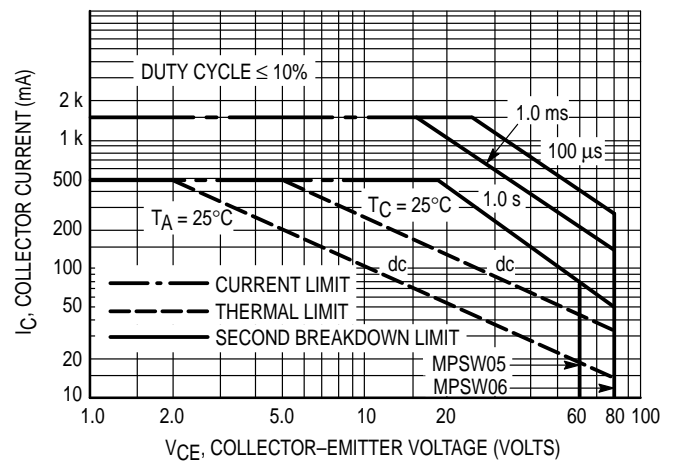 DUTY CYCLE ≤ 10%
1.0 ms
100 µs
1.0 s
T_A = 25°C
T_C = 25°C
dc
dc
CURRENT LIMIT
THERMAL LIMIT
SECOND BREAKDOWN LIMIT
MPSW05
MPSW06
I_C, COLLECTOR CURRENT (mA)
2 k
1 k
500
200
100
50
20
10
1.0
2.0
5.0
10
20
60
80
100
V_CE, COLLECTOR–EMITTER VOLTAGE (VOLTS)